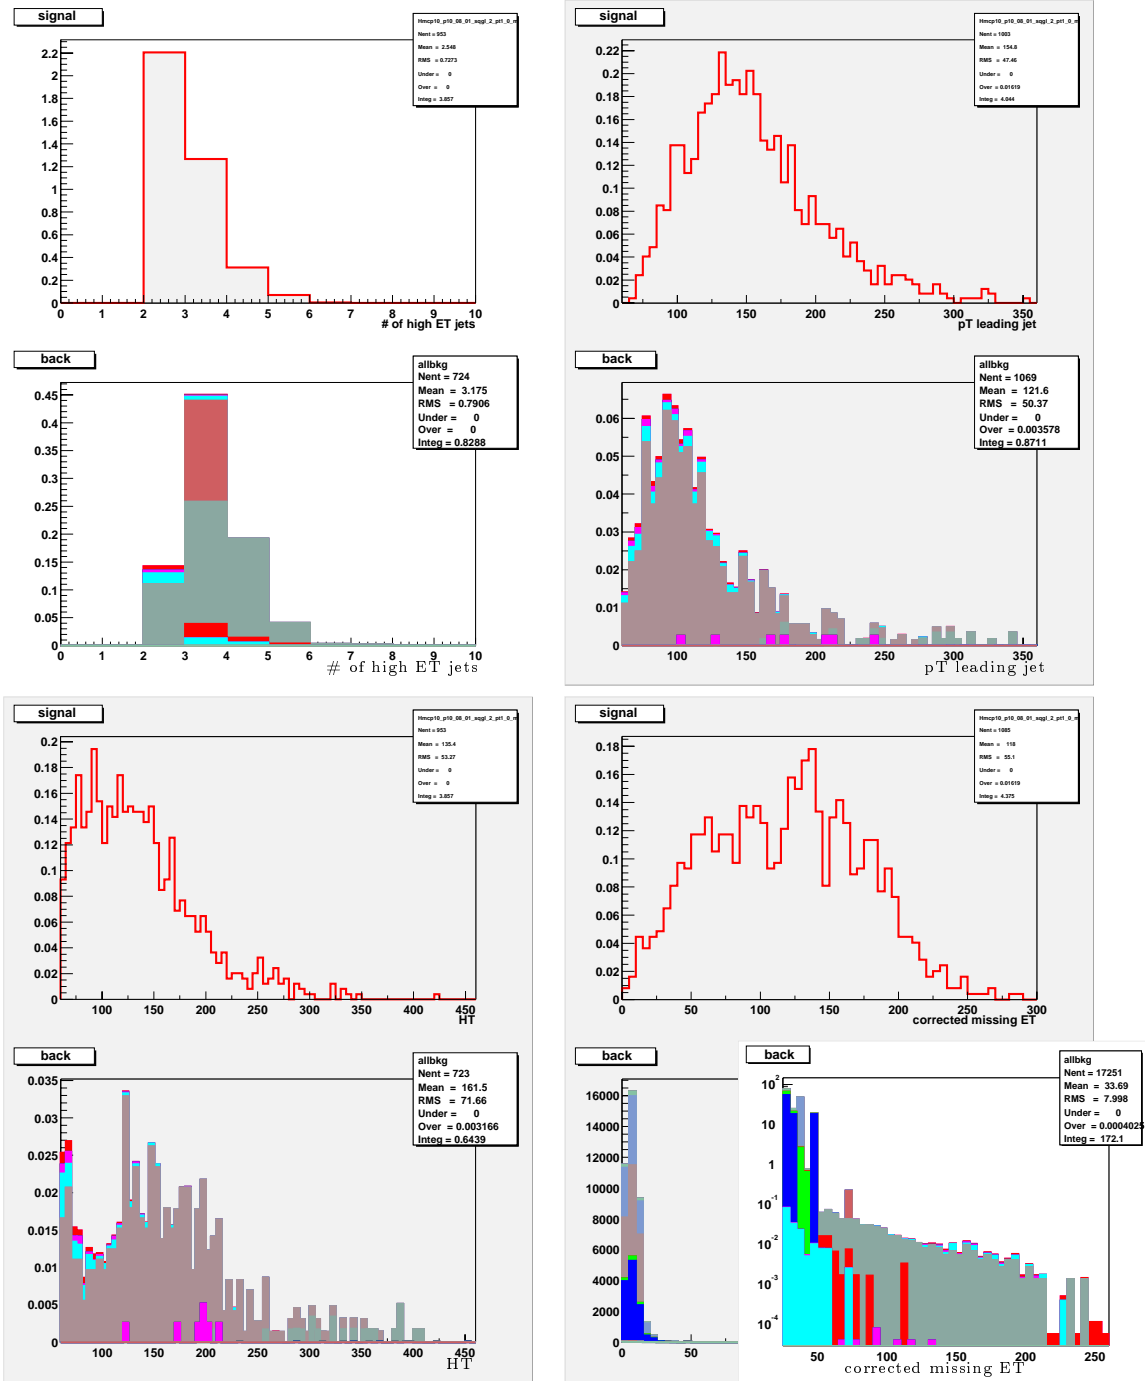 signal
Hmcp10_p10_08_01_sqgl_2_pt1_0_m
Nent = 953
Mean = 2.548
RMS = 0.7273
Under = 0
Over = 0
Integ = 3.857
2.2
2
1.8
1.6
1.4
1.2
1
0.8
0.6
0.4
0.2
0
0 1 2 3 4 5 6 7 8 9 10
# of high ET jets
signal
Hmcp10_p10_08_01_sqgl_2_pt1_0_m
Nent = 1003
Mean = 154.8
RMS = 47.46
Under = 0
Over = 0.01619
Integ = 4.044
0.22
0.2
0.18
0.16
0.14
0.12
0.1
0.08
0.06
0.04
0.02
0
100 150 200 250 300 350
pT leading jet
back
allbkg
Nent = 724
Mean = 3.175
RMS = 0.7906
Under = 0
Over = 0
Integ = 0.8288
0.45
0.4
0.35
0.3
0.25
0.2
0.15
0.1
0.05
0
0 1 2 3 4 5 6 7 8 9 10
# of high ET jets
back
allbkg
Nent = 1069
Mean = 121.6
RMS = 50.37
Under = 0
Over = 0.003578
Integ = 0.8711
0.06
0.05
0.04
0.03
0.02
0.01
0
100 150 200 250 300 350
pT leading jet
signal
Hmcp10_p10_08_01_sqgl_2_pt1_0_m
Nent = 953
Mean = 135.4
RMS = 53.27
Under = 0
Over = 0
Integ = 3.857
0.2
0.18
0.16
0.14
0.12
0.1
0.08
0.06
0.04
0.02
0
100 150 200 250 300 350 400 450
HT
signal
Hmcp10_p10_08_01_sqgl_2_pt1_0_m
Nent = 1085
Mean = 118
RMS = 55.1
Under = 0
Over = 0.01619
Integ = 4.375
0.18
0.16
0.14
0.12
0.1
0.08
0.06
0.04
0.02
0
0 50 100 150 200 250 300
corrected missing ET
back
allbkg
Nent = 723
Mean = 161.5
RMS = 71.66
Under = 0
Over = 0.003166
Integ = 0.6439
0.035
0.03
0.025
0.02
0.015
0.01
0.005
0
100 150 200 250 300 350 400 450
HT
back
16000
14000
12000
10000
8000
6000
4000
2000
0
0 50
back
allbkg
Nent = 17251
Mean = 33.69
RMS = 7.998
Under = 0
Over = 0.0004025
Integ = 172.1
10^2
10
1
10^-1
10^-2
10^-3
10^-4
50 100 150 200 250
corrected missing ET